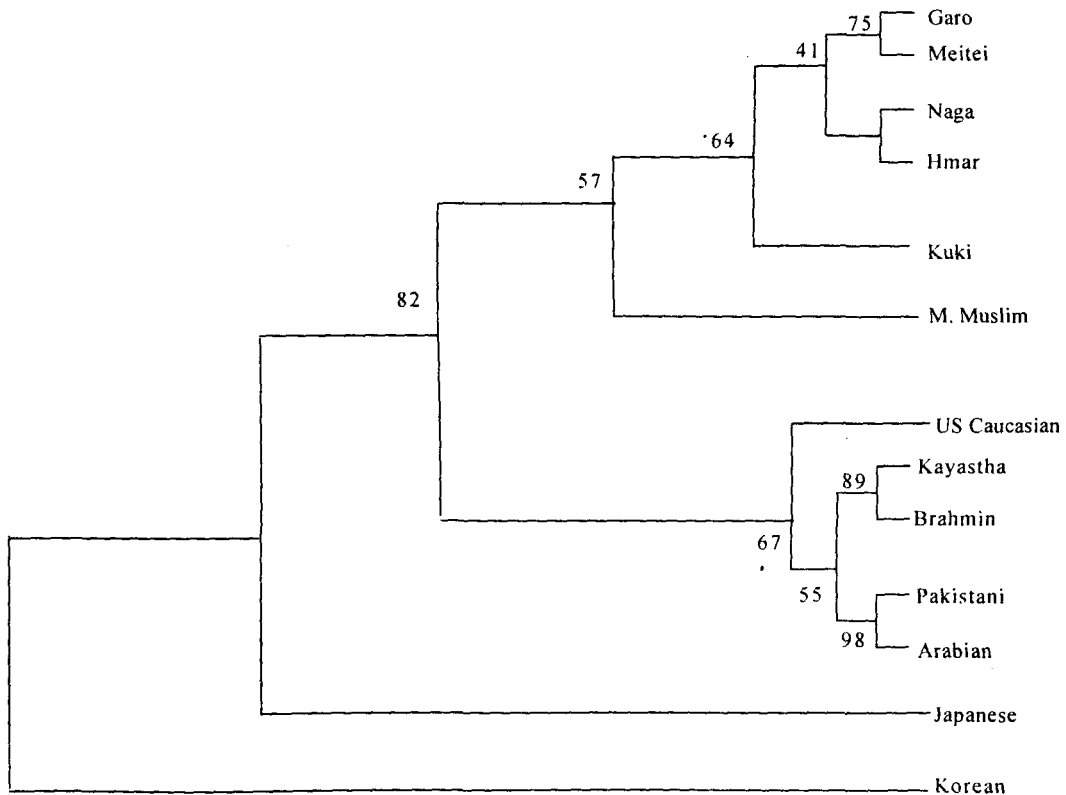 75
Garo
41
Meitei
Naga
64
Hmar
57
Kuki
82
M. Muslim
US Caucasian
Kayastha
89
Brahmin
67
55
Pakistani
98
Arabian
Japanese
Korean